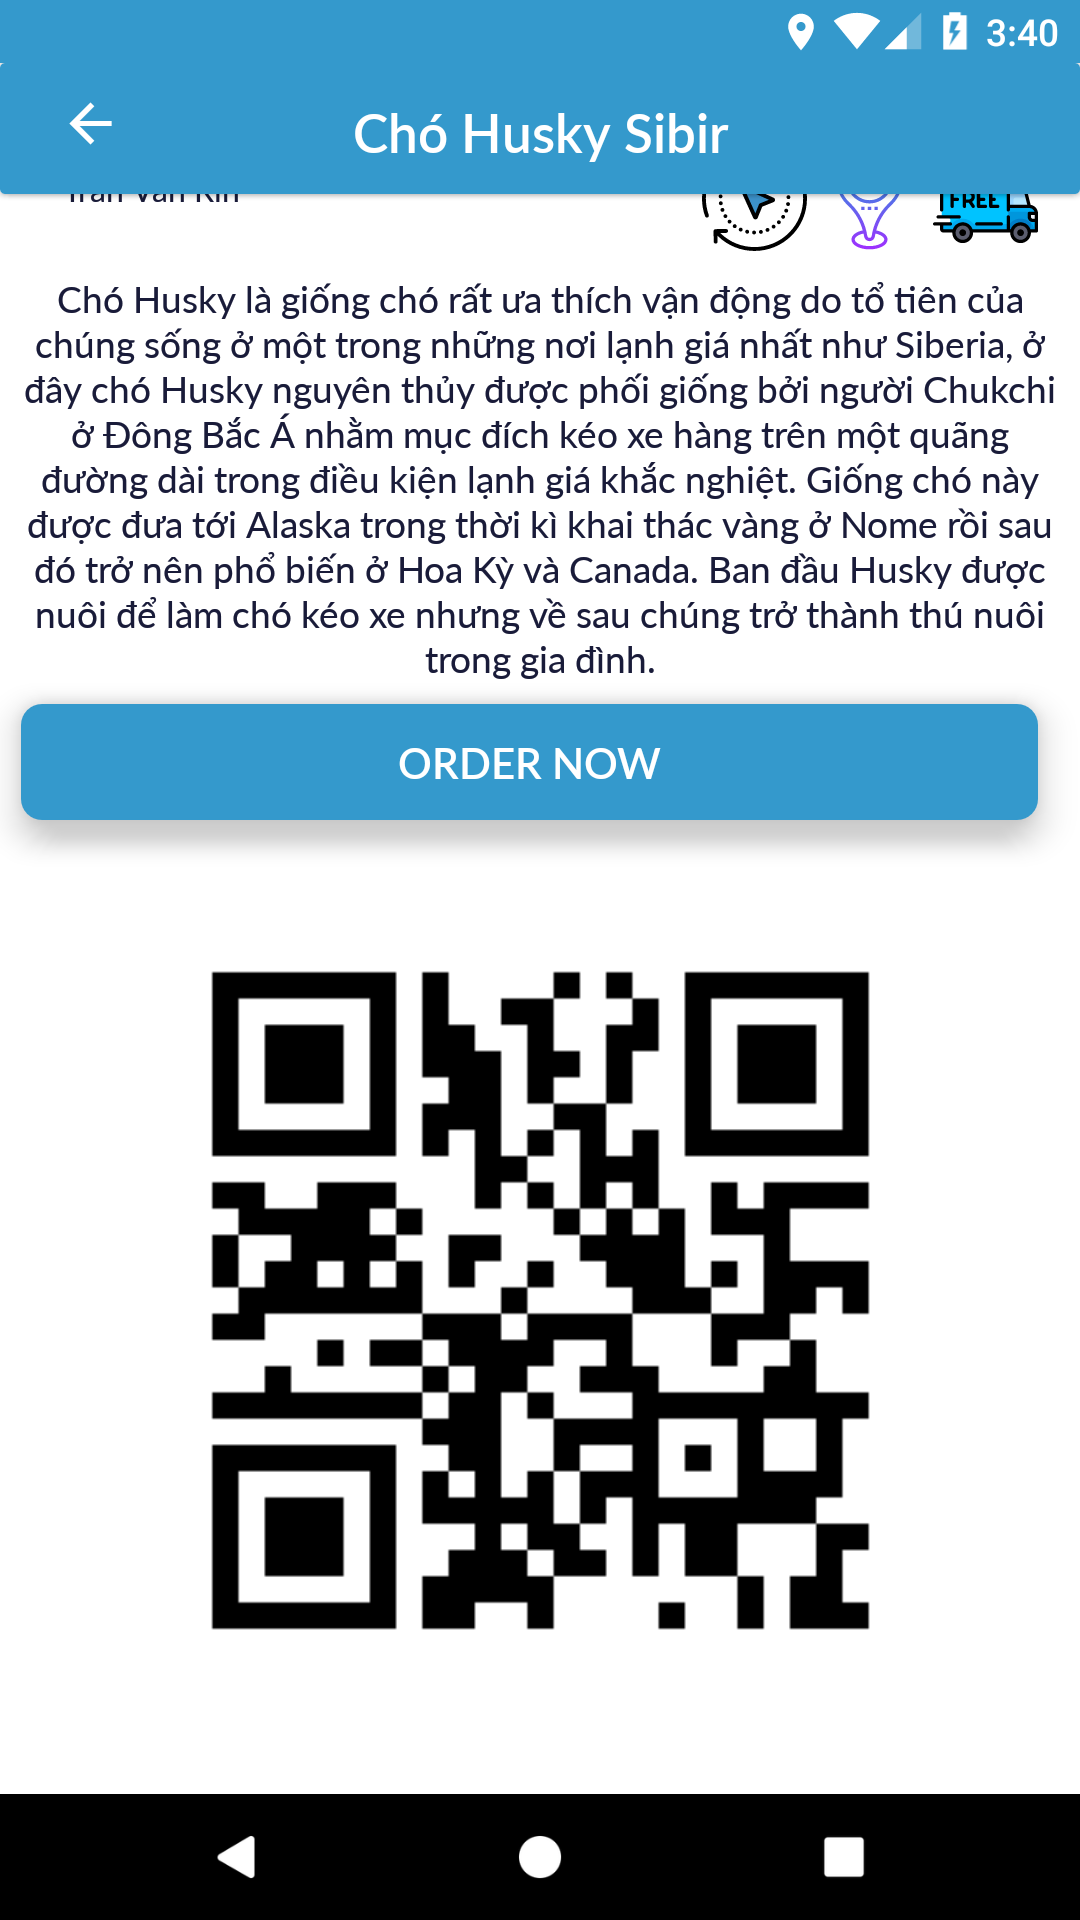 3:40
Chó Husky Sibir
Trần Văn Kin
FREE
Chó Husky là giống chó rất ưa thích vận động do tổ tiên của
chúng sống ở một trong những nơi lạnh giá nhất như Siberia, ở
đây chó Husky nguyên thủy được phối giống bởi người Chukchi
ở Đông Bắc Á nhằm mục đích kéo xe hàng trên một quãng
đường dài trong điều kiện lạnh giá khắc nghiệt. Giống chó này
được đưa tới Alaska trong thời kì khai thác vàng ở Nome rồi sau
đó trở nên phổ biến ở Hoa Kỳ và Canada. Ban đầu Husky được
nuôi để làm chó kéo xe nhưng về sau chúng trở thành thú nuôi
trong gia đình.
ORDER NOW